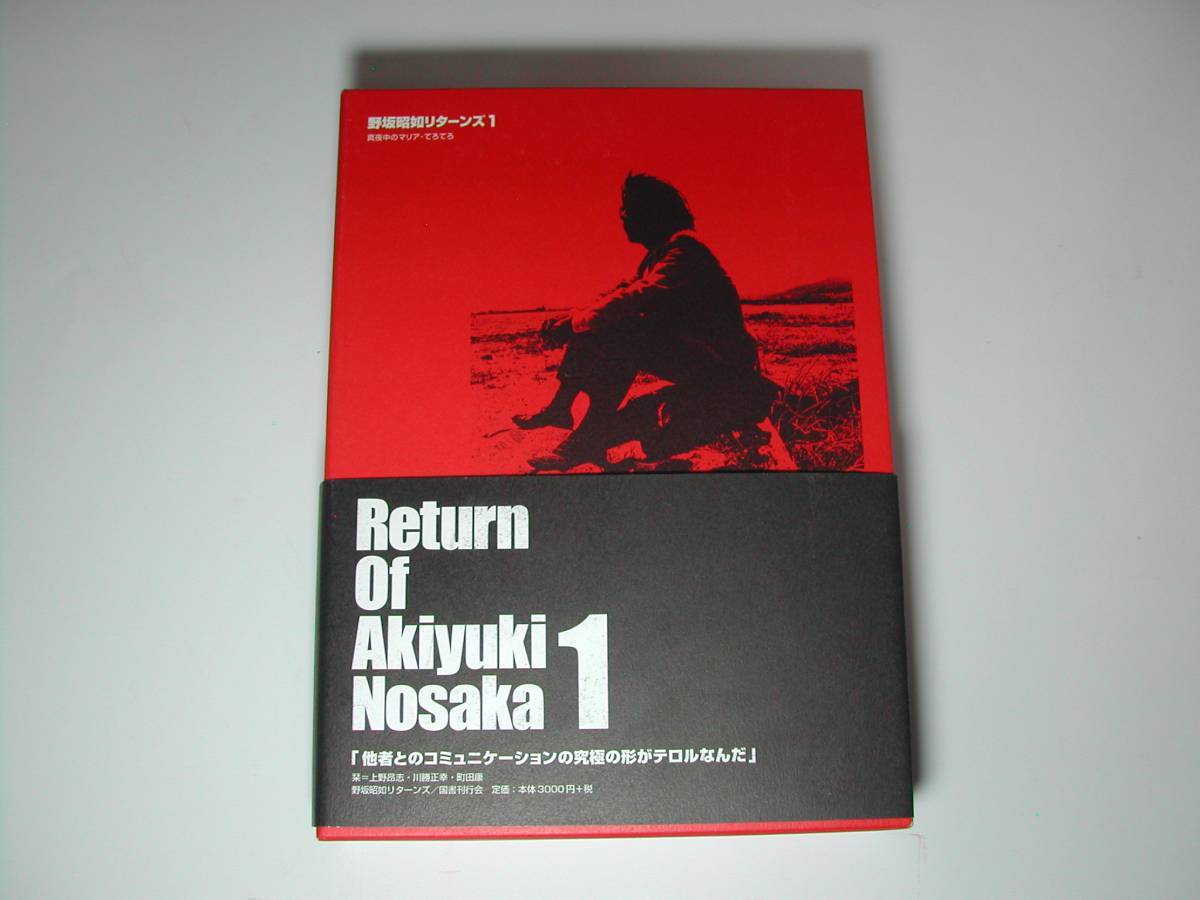 野坂昭如リターンズ1
真夜中のマリア・てろてろ
Return
Of
Akiyuki
Nosaka 1
「他者とのコミュニケーションの究極の形がテロルなんだ」
栞=上野昂志・川勝正幸・町田康
野坂昭如リターンズ/国書刊行会 定価:本体3000円+税